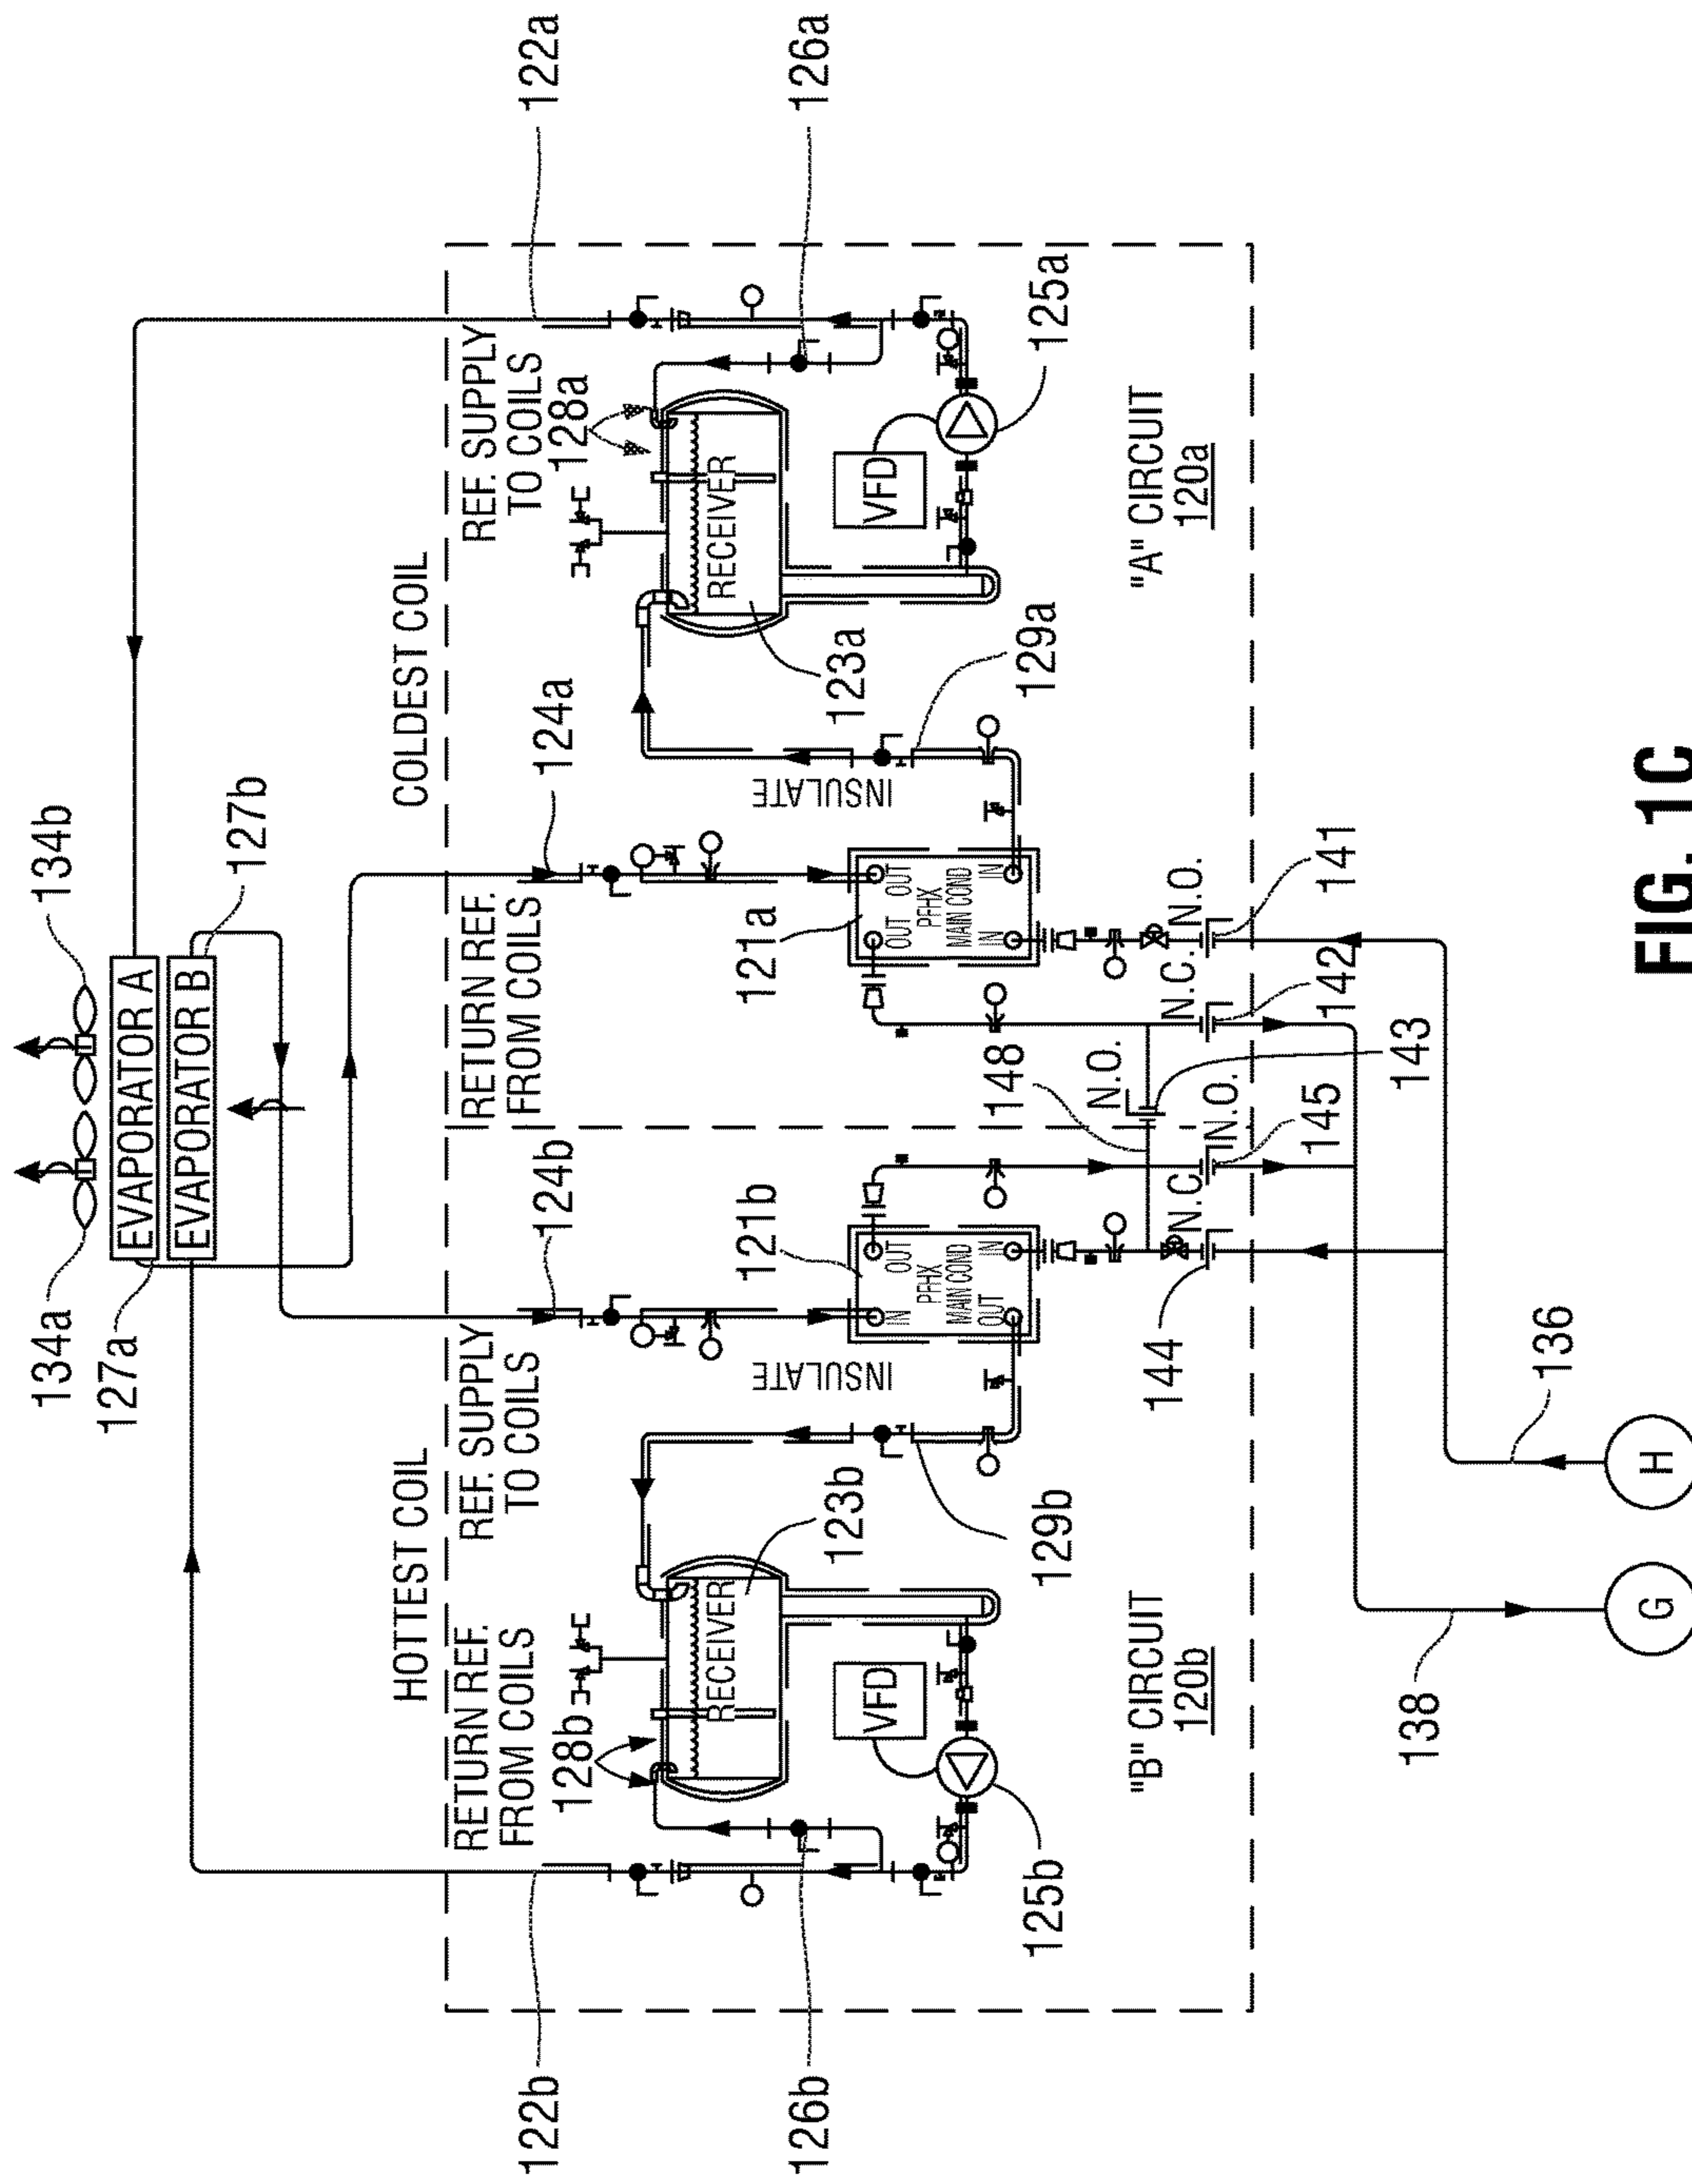 134a
134b
127a
EVAPORATOR A
EVAPORATOR B
127b
HOTTEST COIL
COLDEST COIL
RETURN REF.
FROM COILS
REF. SUPPLY
TO COILS
RETURN REF.
FROM COILS
REF. SUPPLY
TO COILS
122b
124b
124a
122a
128b
128a
RECEIVER
RECEIVER
121b
121a
INSULATE
INSULATE
126b
123b
123a
126a
VFD
VFD
IN
OUT
PFHX
MAIN COND
OUT
IN
OUT
OUT
PFHX
MAIN COND
IN
IN
125b
129b
148
129a
125a
N.O.
"B" CIRCUIT
120b
"A" CIRCUIT
120a
144
N.C
N.O.
N.C.
N.O.
145
142
141
143
138
136
G
H
FIG. 1C